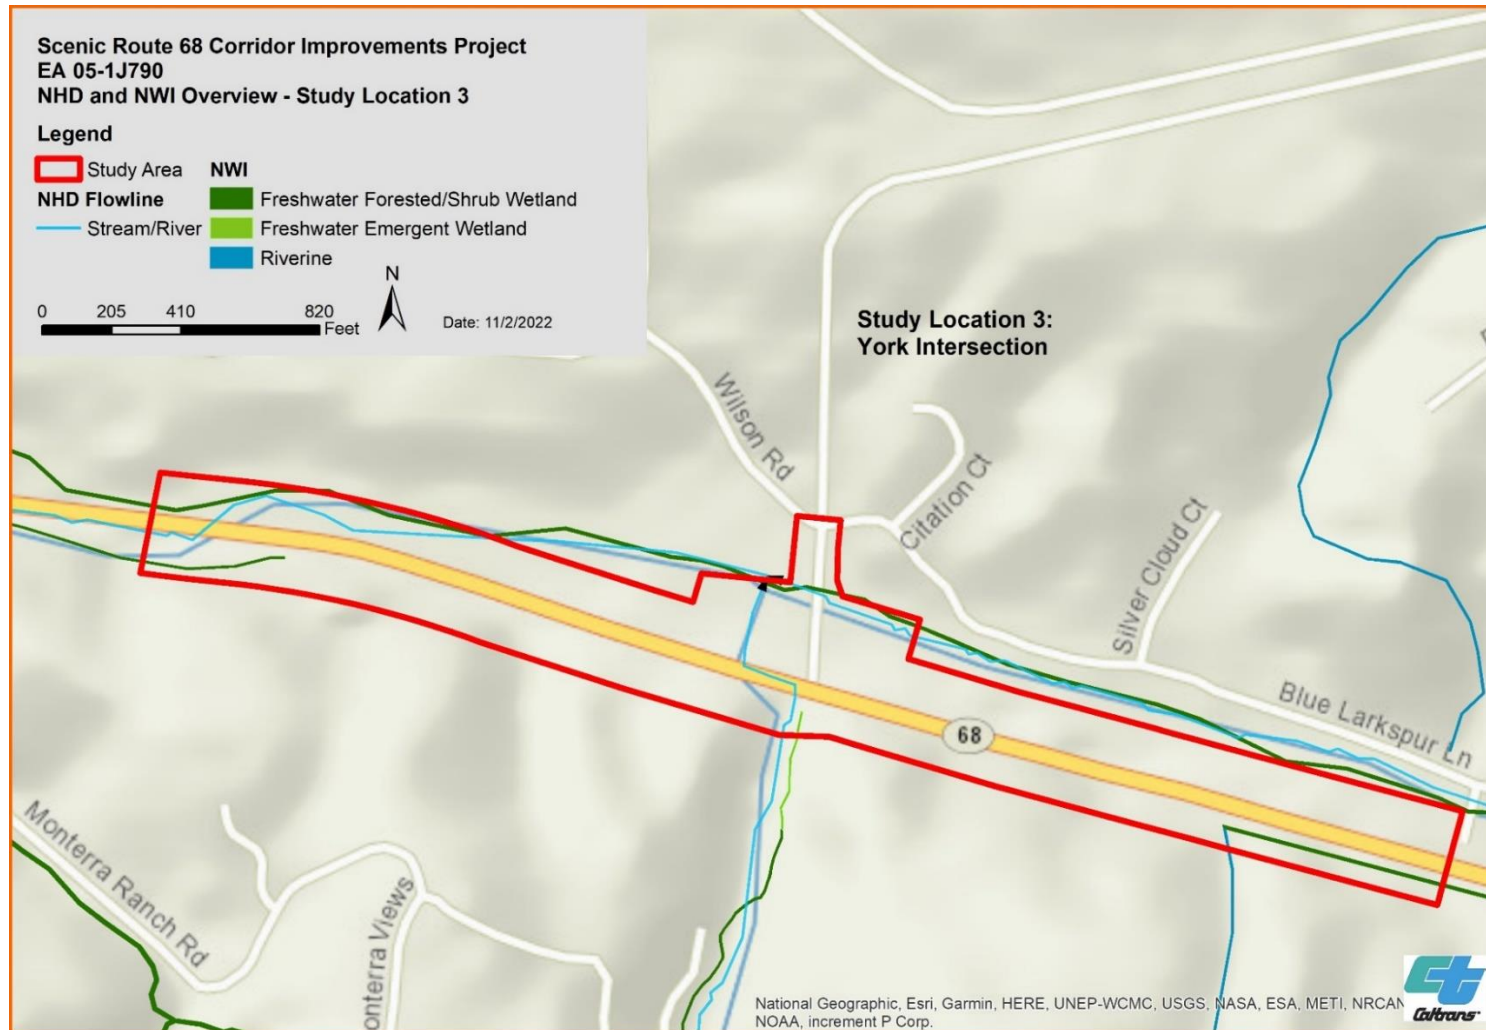 Scenic Route 68 Corridor Improvements Project
EA 05-1J790
NHD and NWI Overview - Study Location 3
Legend
Study Area
NWI
NHD Flowline
Freshwater Forested/Shrub Wetland
Stream/River
Freshwater Emergent Wetland
Riverine
N
0 205 410 820
Feet
Date: 11/2/2022
Study Location 3:
York Intersection
Wilson Rd
Citation Ct
Silver Cloud Ct
Blue Larkspur Ln
68
Monterra Ranch Rd
onterra Views
National Geographic, Esri, Garmin, HERE, UNEP-WCMC, USGS, NASA, ESA, METI, NRCAN
NOAA, increment P Corp.
Caltrans